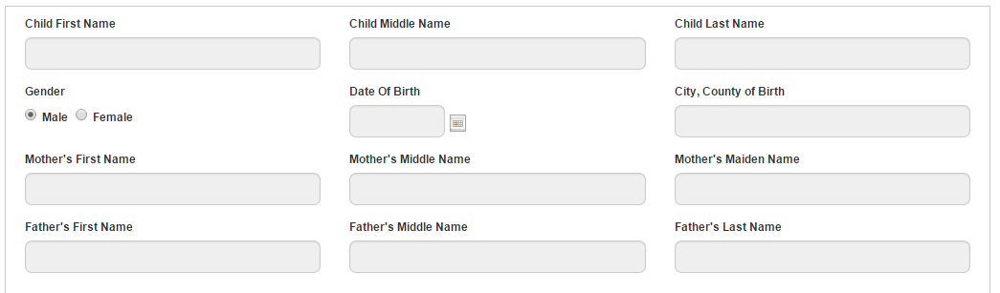 Child First Name Child Middle Name Child Last Name
Gender Date Of Birth City, County of Birth
Male Female
Mother's First Name Mother's Middle Name Mother's Maiden Name
Father's First Name Father's Middle Name Father's Last Name